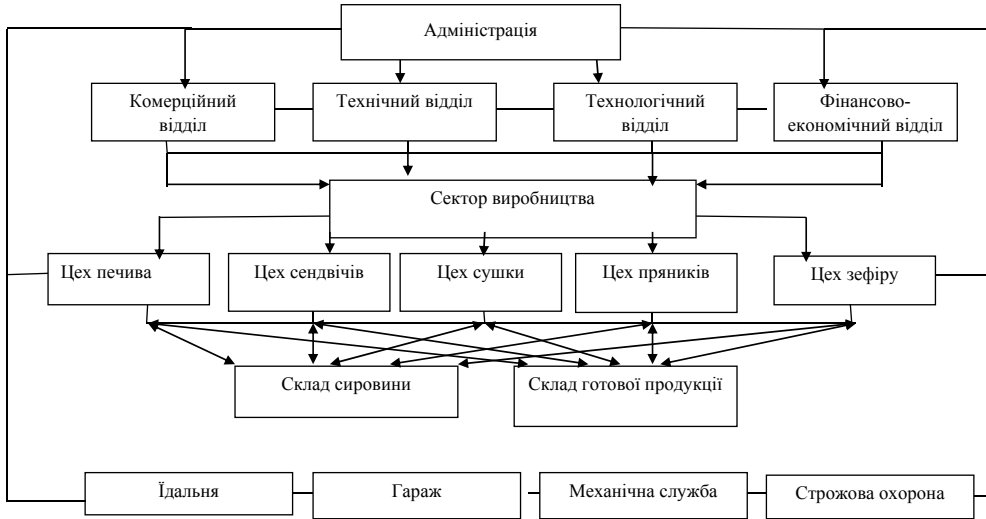 Адміністрація
Комерційний
відділ
Технічний відділ
Технологічний
відділ
Фінансово-
економічний відділ
Сектор виробництва
Цех печива
Цех сендвічів
Цех сушки
Цех пряників
Цех зефіру
Склад сировини
Склад готової продукції
Їдальня
Гараж
Механічна служба
Строжова охорона